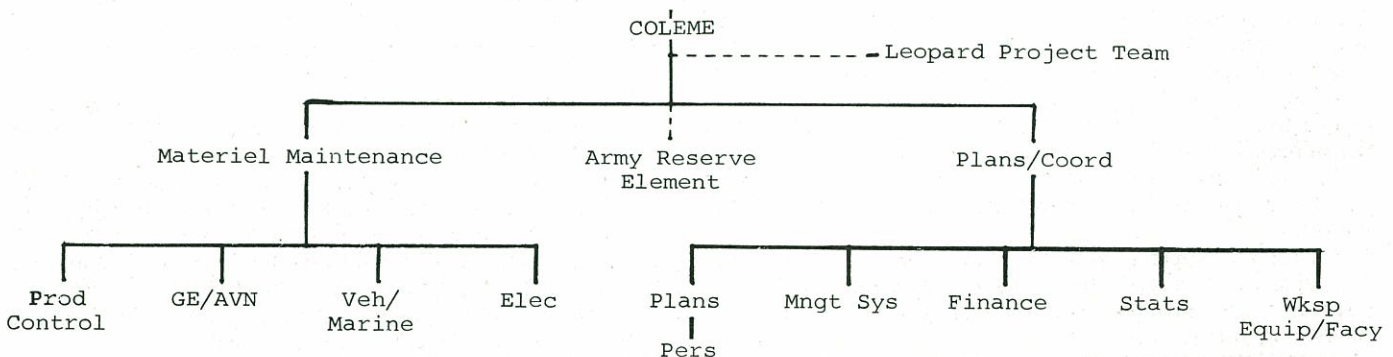 COLEME
Leopard Project Team
Materiel Maintenance
Army Reserve
Element
Plans/Coord
Prod
Control
GE/AVN
Veh/
Marine
Elec
Plans
Mngt Sys
Finance
Stats
Wksp
Equip/Facy
Pers